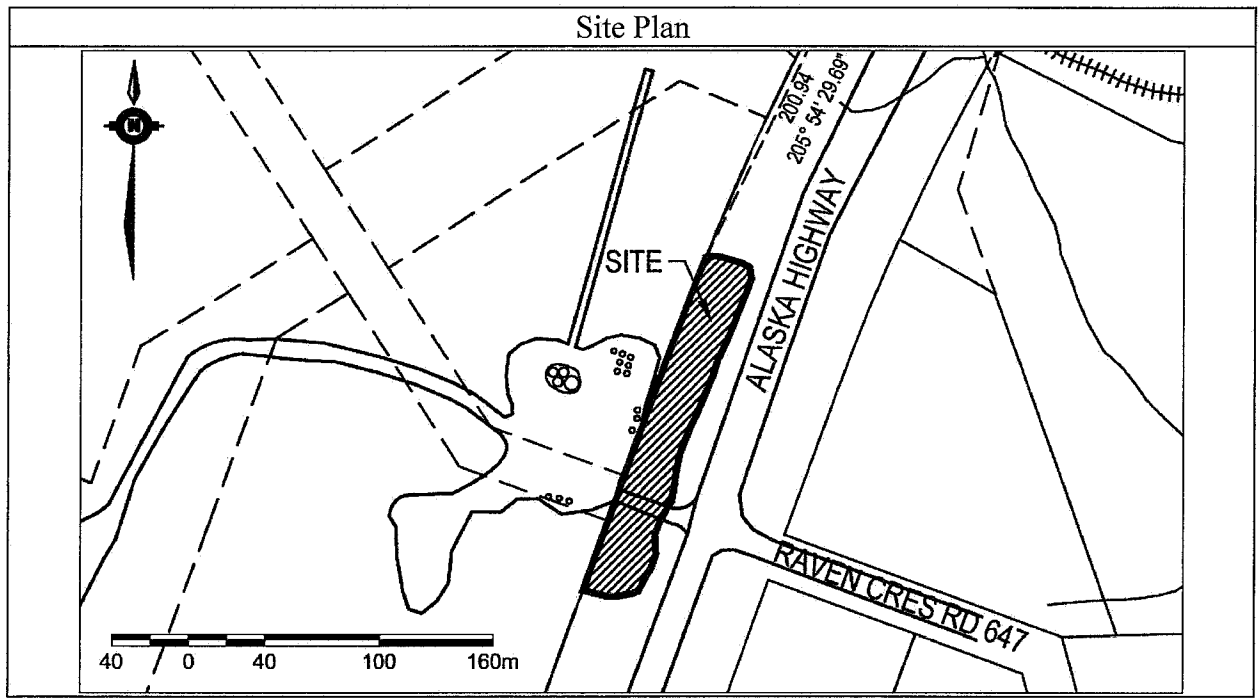 Site Plan
N
200.94
205° 54' 29.69"
SITE
ALASKA HIGHWAY
RAVEN CRES RD 647
40 0 40 100 160m